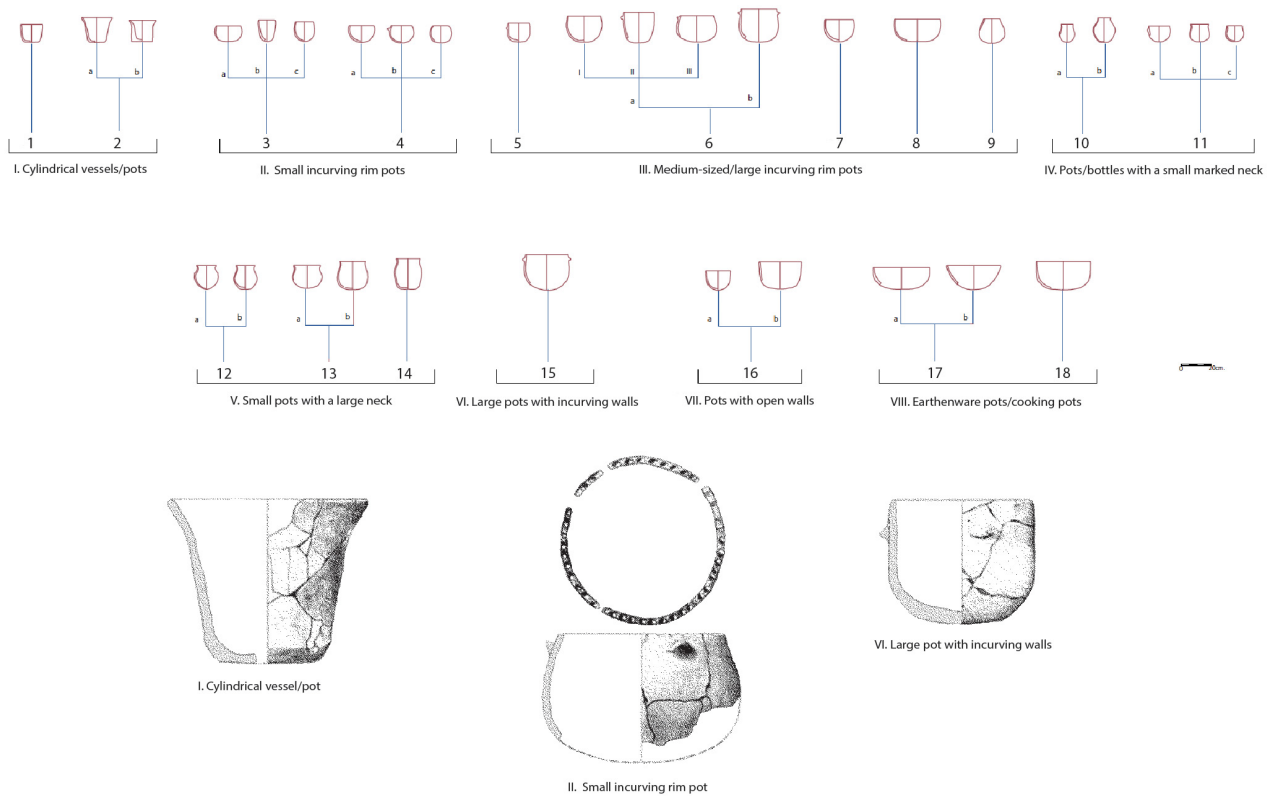 a b a b c a b c I II III a b a b a b c
1 2 3 4 5 6 7 8 9 10 11
I. Cylindrical vessels/pots II. Small incurving rim pots III. Medium-sized/large incurving rim pots IV. Pots/bottles with a small marked neck
a b a b a b a b
0 20cm.
12 13 14 15 16 17 18
V. Small pots with a large neck VI. Large pots with incurving walls VII. Pots with open walls VIII. Earthenware pots/cooking pots
VI. Large pot with incurving walls
I. Cylindrical vessel/pot
II. Small incurving rim pot